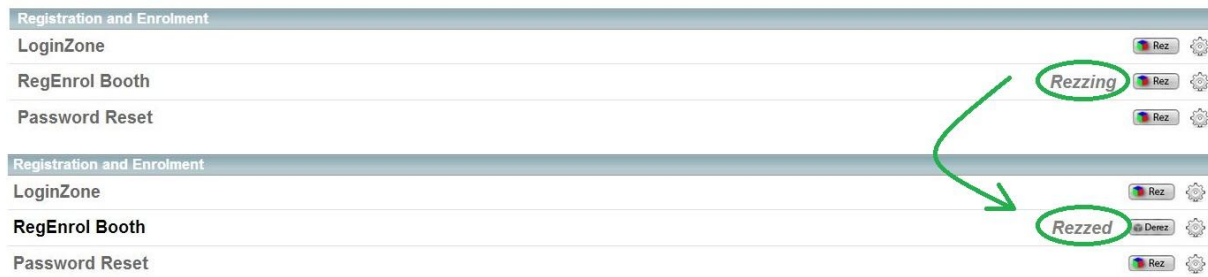 Registration and Enrolment
LoginZone Rez
RegEnrol Booth Rezzing Rez
Password Reset Rez
Registration and Enrolment
LoginZone Rez
RegEnrol Booth Rezzed Derez
Password Reset Rez